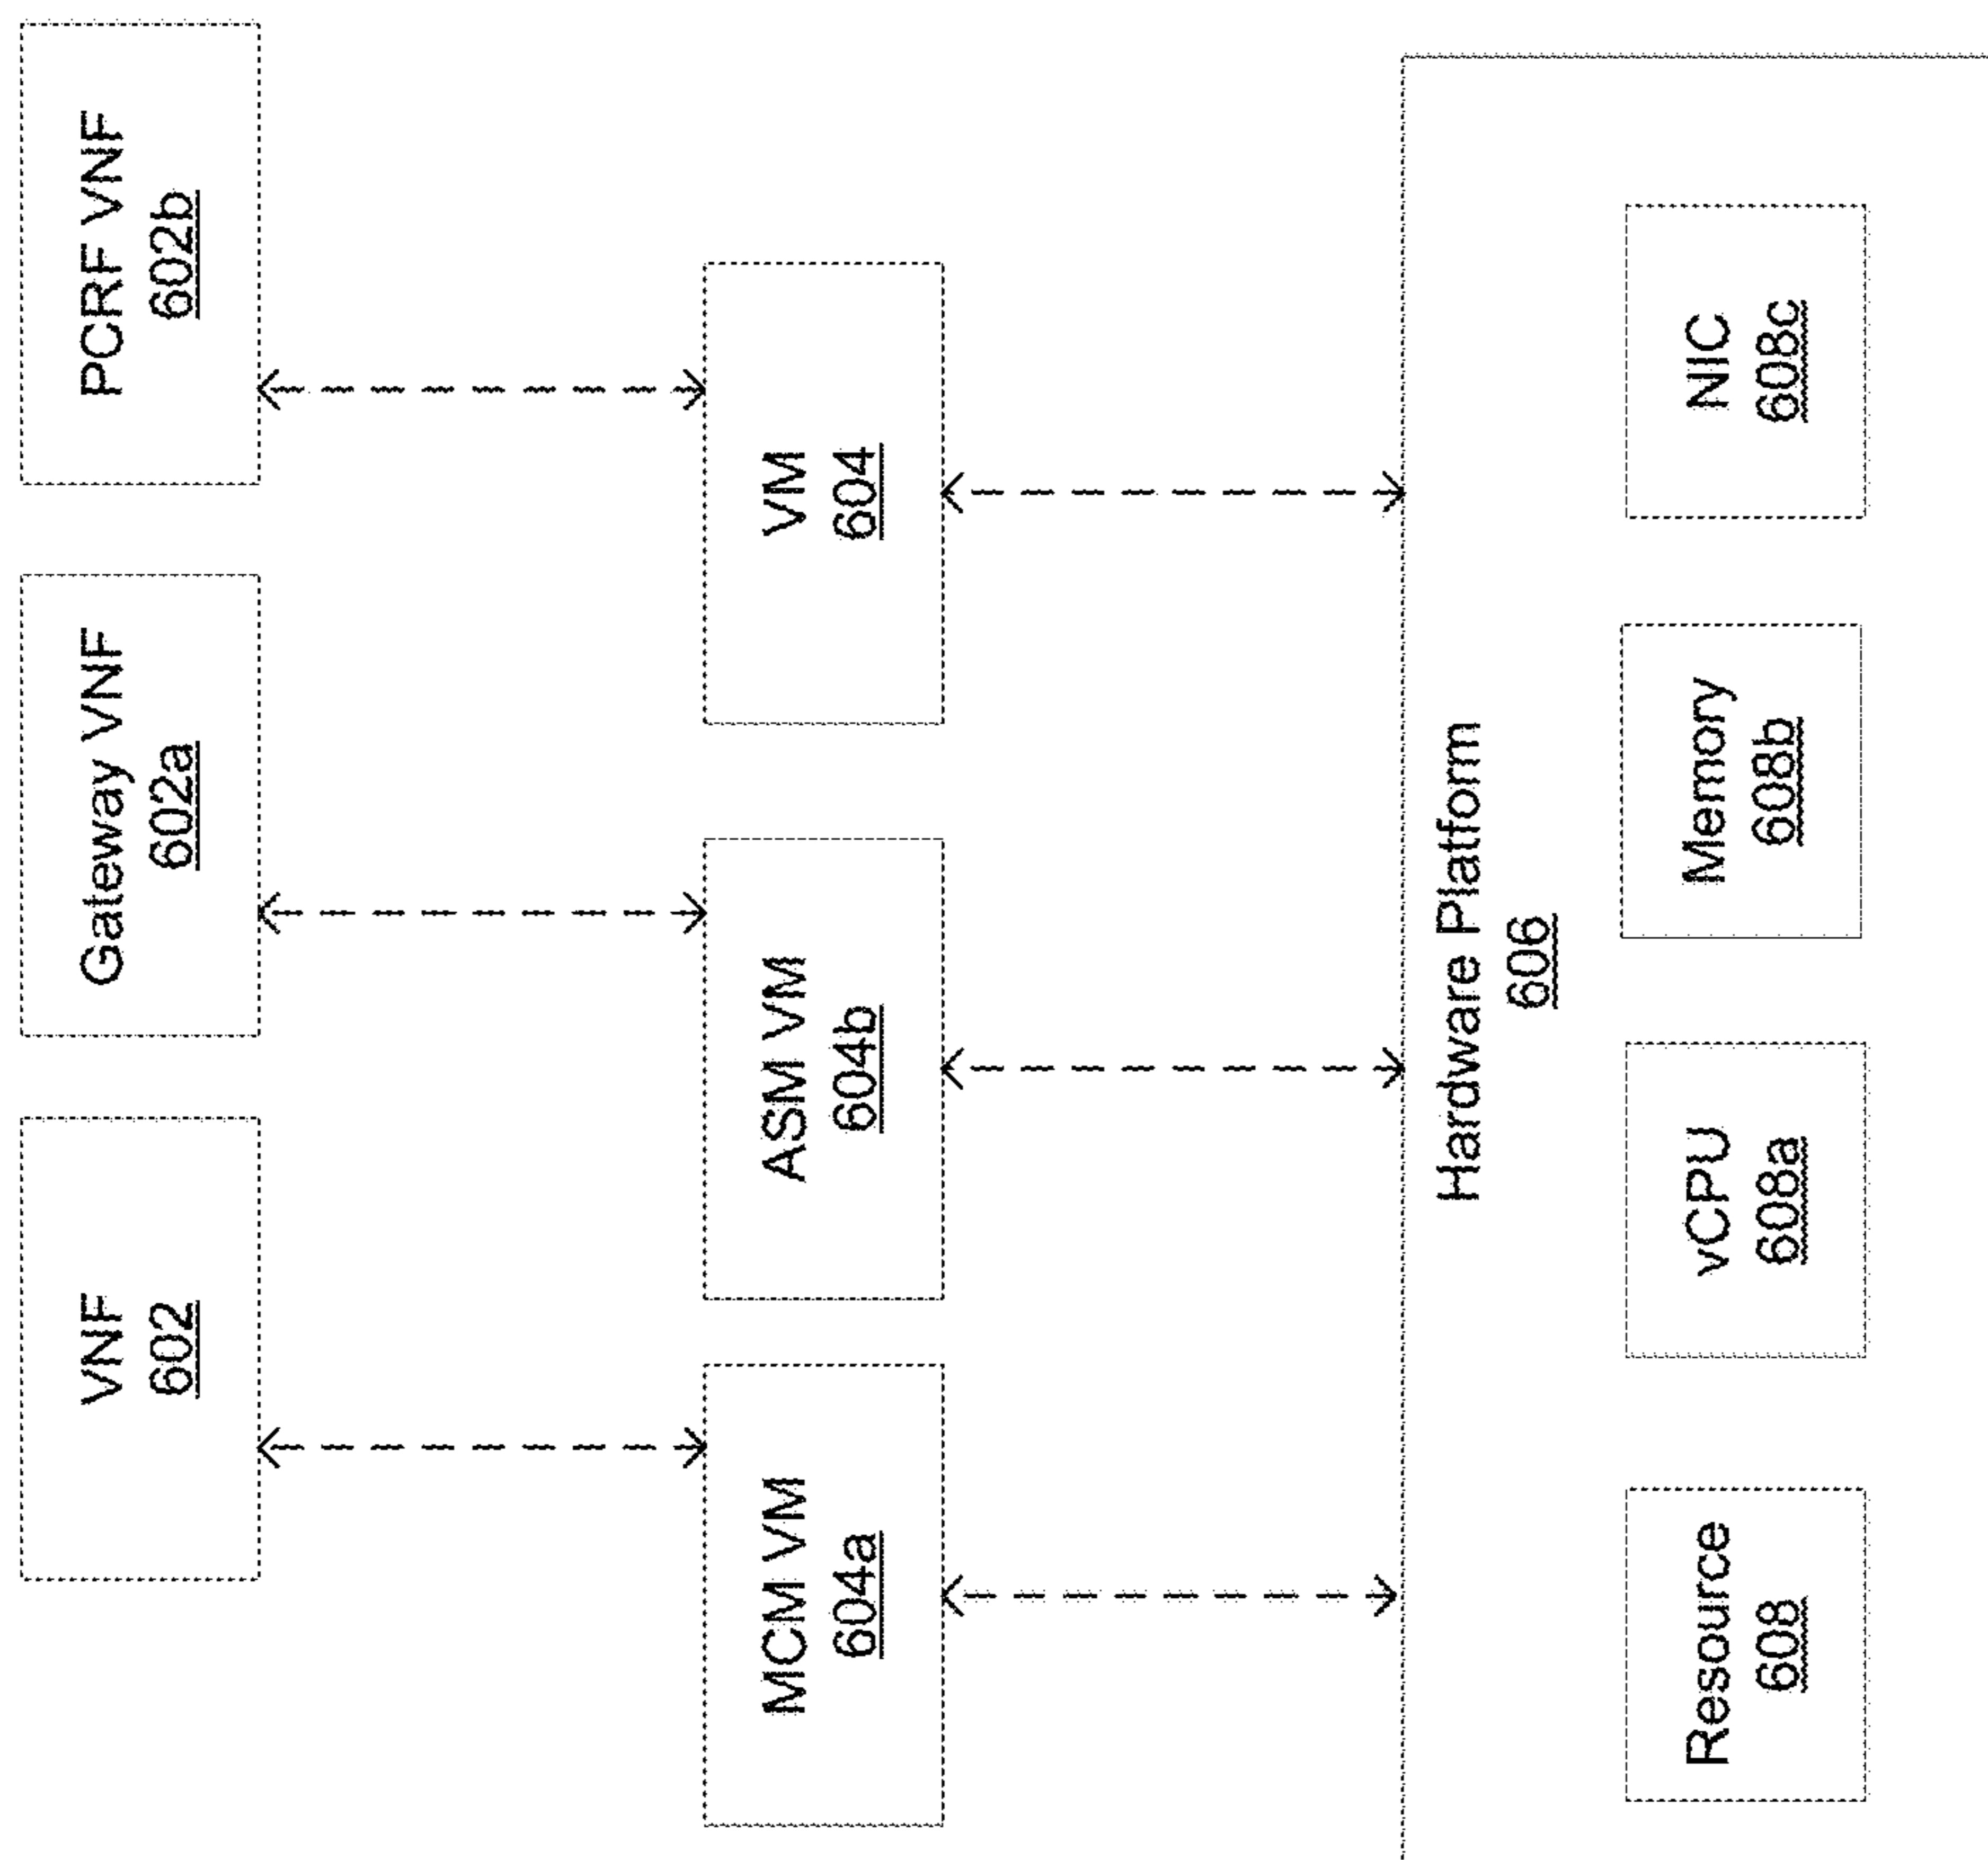 VNF
602
Gateway VNF
602a
PCRF VNF
602b
MCM VM
604a
ASM VM
604b
VM
604
Hardware Platform
606
Resource
608
vCPU
608a
Memory
608b
NIC
608c